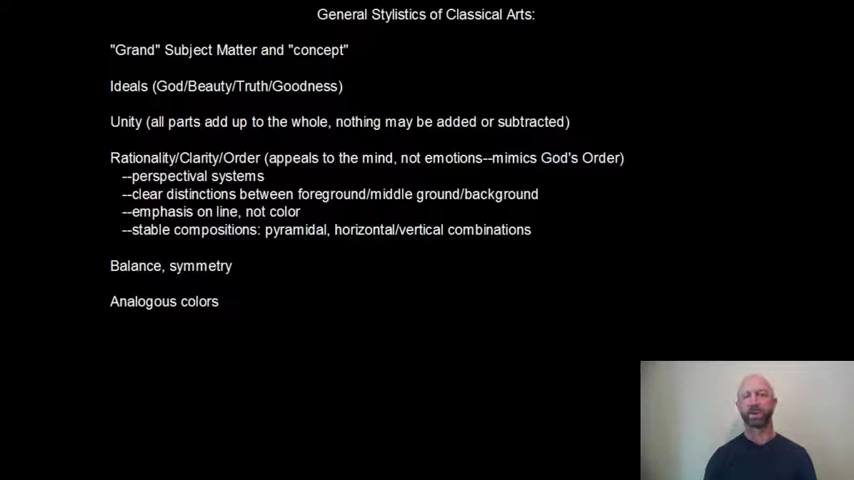 General Stylistics of Classical Arts:
"Grand" Subject Matter and "concept"
Ideals (God/Beauty/Truth/Goodness)
Unity (all parts add up to the whole, nothing may be added or subtracted)
Rationality/Clarity/Order (appeals to the mind, not emotions--mimics God's Order)
--perspectival systems
--clear distinctions between foreground/middle ground/background
--emphasis on line, not color
--stable compositions: pyramidal, horizontal/vertical combinations
Balance, symmetry
Analogous colors